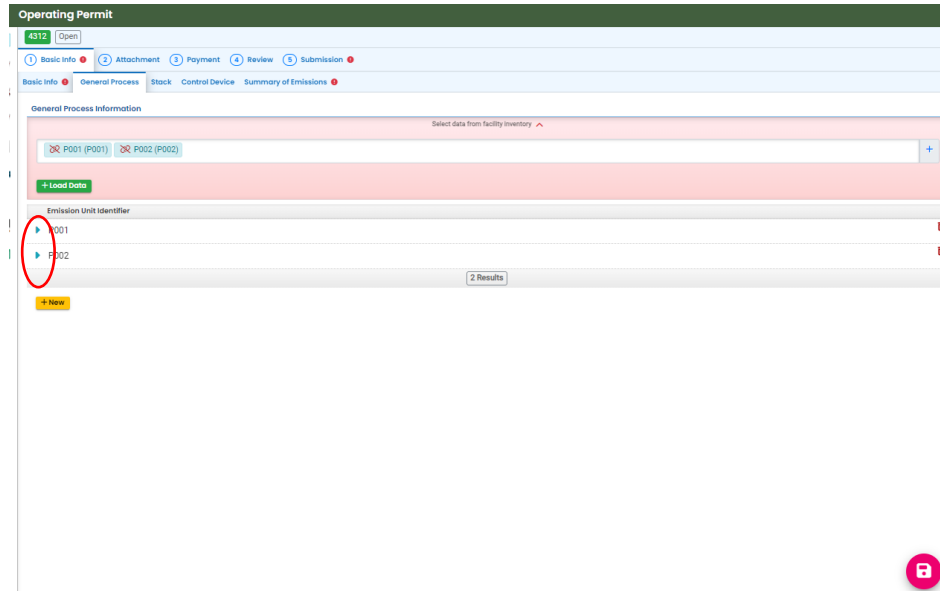 Operating Permit
4312 Open
1 Basic Info 2 Attachment 3 Payment 4 Review 5 Submission
Basic Info General Process Stack Control Device Summary of Emissions
General Process Information
Select data from facility inventory
P001 (P001) P002 (P002) +
+ Load Data
Emission Unit Identifier
P001
P002
2 Results
+ New